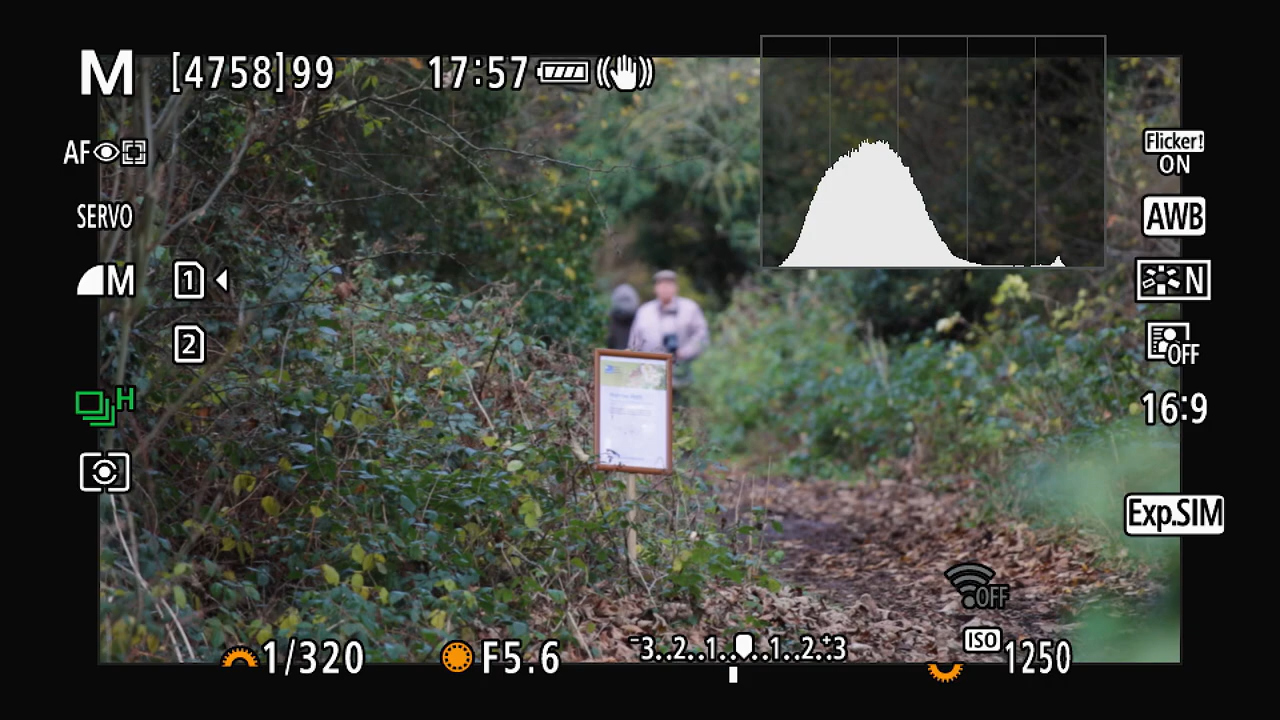 M [4758]99 17:57
AF
SERVO
M 1
2
H
Flicker!
ON
AWB
N
OFF
16:9
Exp.SIM
OFF
1/320 F5.6 -3..2..1.. ..1..2.:+3 ISO 1250